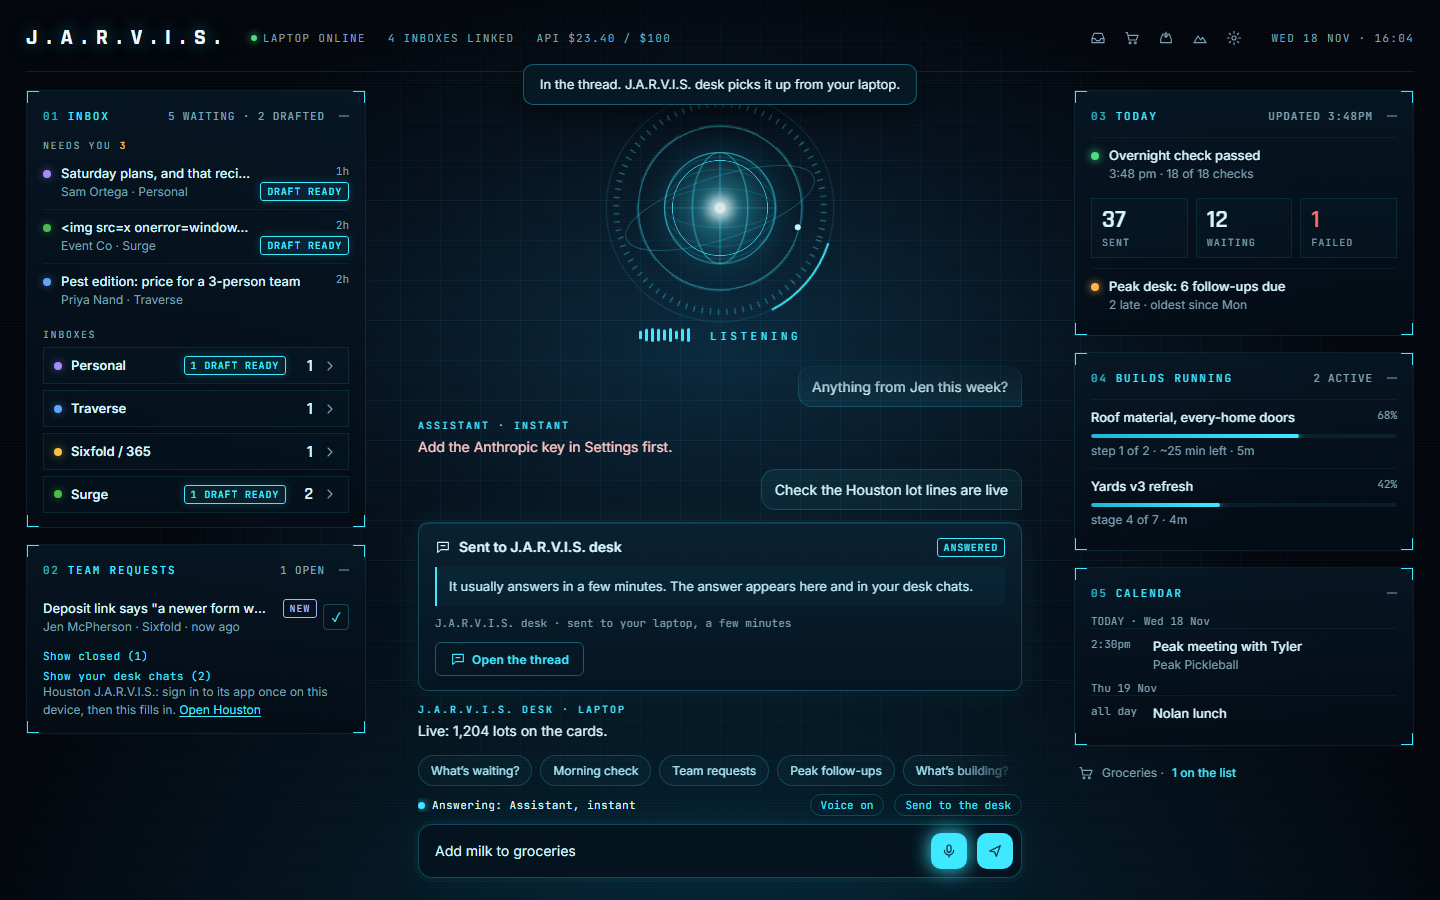 J.A.R.V.I.S.
LAPTOP ONLINE
4 INBOXES LINKED
API $23.40 / $100
WED 18 NOV · 16:04
In the thread. J.A.R.V.I.S. desk picks it up from your laptop.
01 INBOX
5 WAITING · 2 DRAFTED
NEEDS YOU 3
Saturday plans, and that reci...
1h
Sam Ortega · Personal
DRAFT READY
<img src=x onerror=window...
2h
Event Co · Surge
DRAFT READY
Pest edition: price for a 3-person team
2h
Priya Nand · Traverse
INBOXES
Personal
1 DRAFT READY
1
Traverse
1
Sixfold / 365
1
Surge
1 DRAFT READY
2
02 TEAM REQUESTS
1 OPEN
Deposit link says "a newer form w...
NEW
Jen McPherson · Sixfold · now ago
Show closed (1)
Show your desk chats (2)
Houston J.A.R.V.I.S.: sign in to its app once on this
device, then this fills in. Open Houston
LISTENING
Anything from Jen this week?
ASSISTANT · INSTANT
Add the Anthropic key in Settings first.
Check the Houston lot lines are live
Sent to J.A.R.V.I.S. desk
ANSWERED
It usually answers in a few minutes. The answer appears here and in your desk chats.
J.A.R.V.I.S. desk · sent to your laptop, a few minutes
Open the thread
J.A.R.V.I.S. DESK · LAPTOP
Live: 1,204 lots on the cards.
What's waiting?
Morning check
Team requests
Peak follow-ups
What's building?
Answering: Assistant, instant
Voice on
Send to the desk
Add milk to groceries
03 TODAY
UPDATED 3:48PM
Overnight check passed
3:48 pm · 18 of 18 checks
37
SENT
12
WAITING
1
FAILED
Peak desk: 6 follow-ups due
2 late · oldest since Mon
04 BUILDS RUNNING
2 ACTIVE
Roof material, every-home doors
68%
step 1 of 2 · ~25 min left · 5m
Yards v3 refresh
42%
stage 4 of 7 · 4m
05 CALENDAR
TODAY · Wed 18 Nov
2:30pm
Peak meeting with Tyler
Peak Pickleball
Thu 19 Nov
all day
Nolan lunch
Groceries · 1 on the list